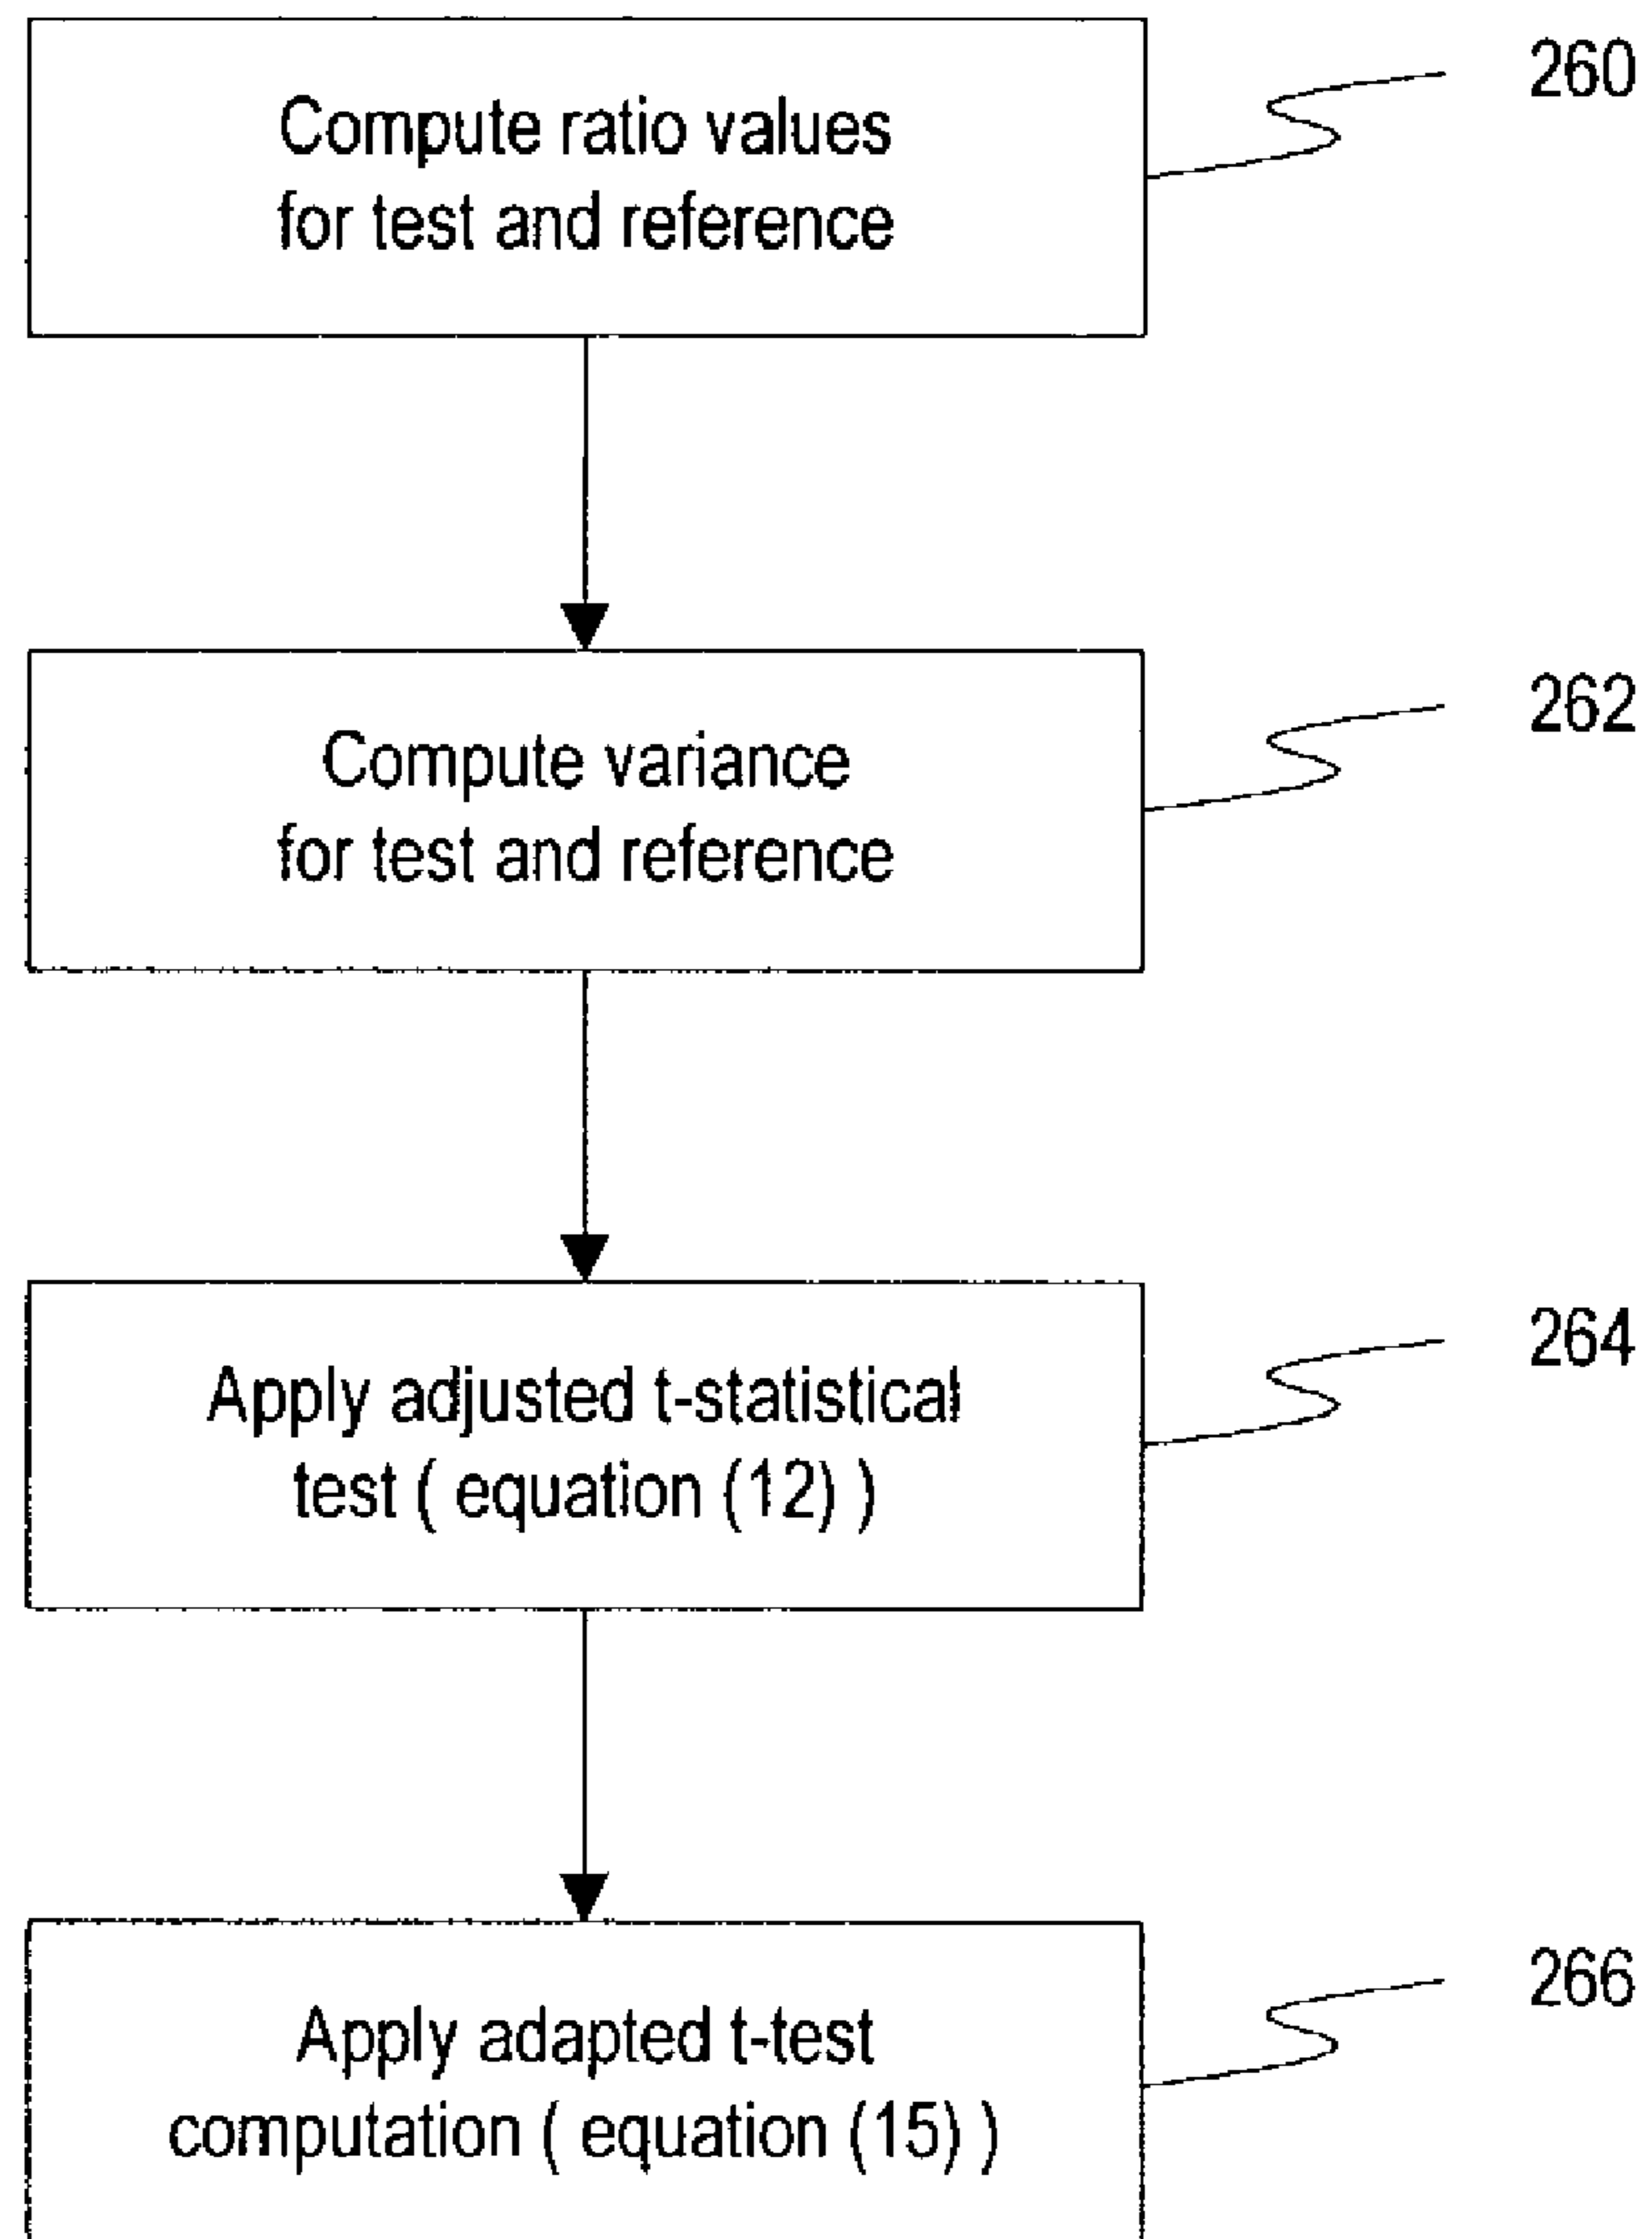 Compute ratio values
for test and reference
260
Compute variance
for test and reference
262
Apply adjusted t-statistical
test ( equation (12) )
264
Apply adapted t-test
computation ( equation (15) )
266